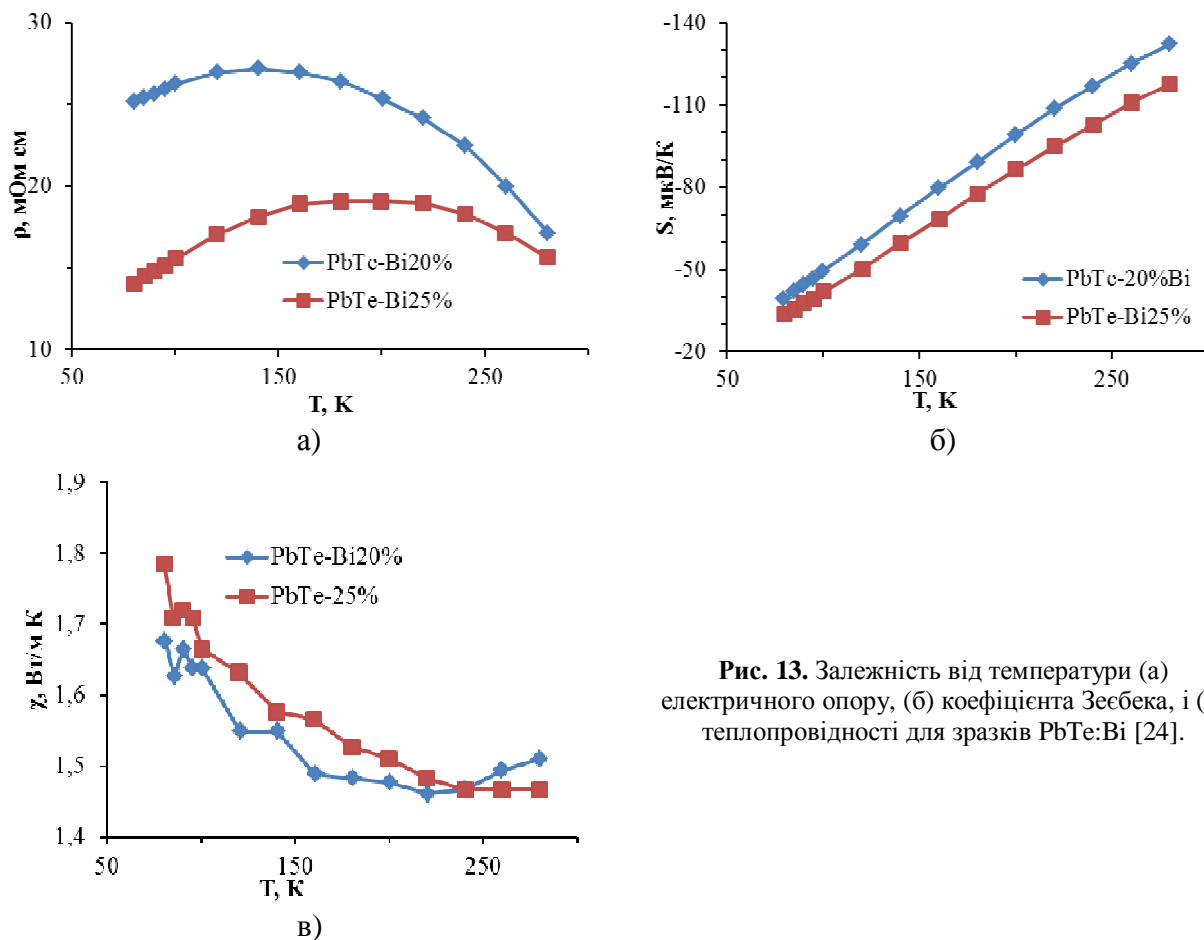 30
20
10
50
150
250
ρ, мОм см
T, K
PbTc-Bi20%
PbTe-Bi25%
а)
-140
-110
-80
-50
-20
50
150
250
S, мкВ/К
T, K
PbTc-20%Bi
PbTe-Bi25%
б)
1,9
1,8
1,7
1,6
1,5
1,4
50
150
250
χ, Вт/м К
T, K
PbTe-Bi20%
PbTe-25%
в)
Рис. 13. Залежність від температури (а)
електричного опору, (б) коефіцієнта Зеєбека, і (
теплопровідності для зразків PbTe:Bi [24].